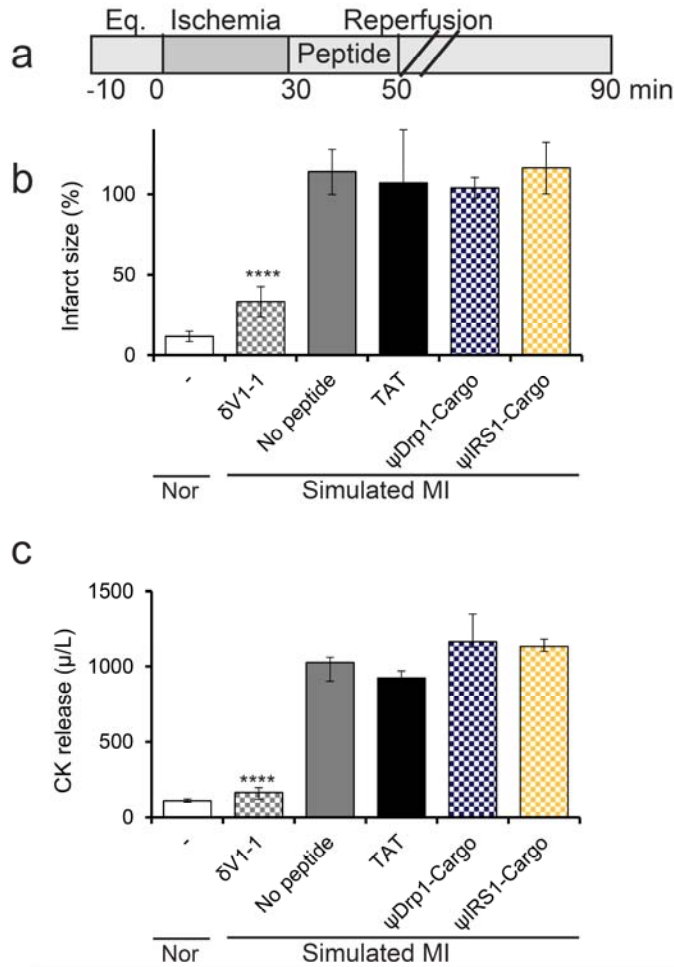 Eq. Ischemia Reperfusion
a
Peptide
-10 0 30 50 90 min
b
Infarct size (%)
100
50
0
- δV1-1 No peptide TAT ψDrp1-Cargo ψIRS1-Cargo
****
Nor Simulated MI
c
CK release (µ/L)
1500
1000
500
0
****
- δV1-1 No peptide TAT ψDrp1-Cargo ψIRS1-Cargo
Nor Simulated MI